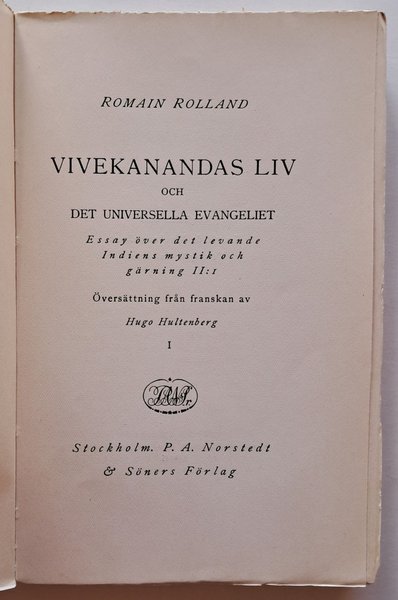 ROMAIN ROLLAND
VIVEKANANDAS LIV
OCH
DET UNIVERSELLA EVANGELIET
Essay över det levande
Indiens mystik och
gärning II:1
Översättning från franskan av
Hugo Hultenberg
I
Stockholm. P. A. Norstedt
& Söners Förlag